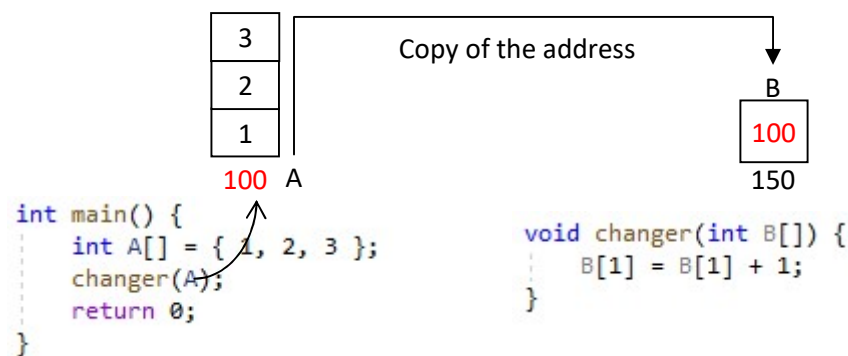 3
2
1
100 A
Copy of the address
B
100
150
int main() {
    int A[] = { 1, 2, 3 };
    changer(A);
    return 0;
}
void changer(int B[]) {
    B[1] = B[1] + 1;
}